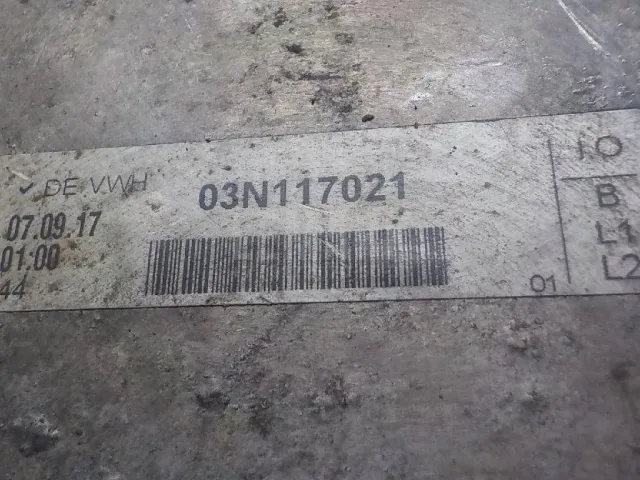 ✓ DE VWH 03N117021 IO
07.09.17 B
01.00 L1
44 01 L2